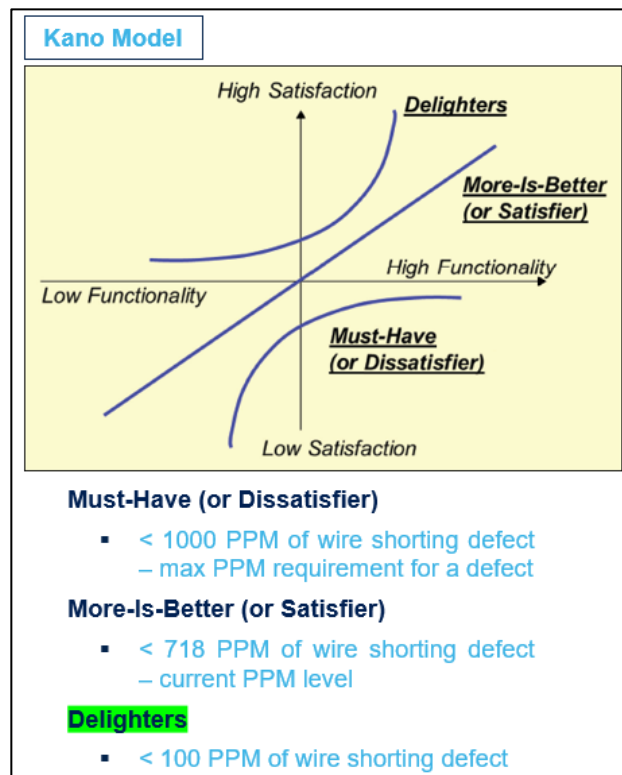 Kano Model
High Satisfaction
Delighters
More-Is-Better
(or Satisfier)
High Functionality
Low Functionality
Must-Have
(or Dissatisfier)
Low Satisfaction
Must-Have (or Dissatisfier)
▪ < 1000 PPM of wire shorting defect
– max PPM requirement for a defect
More-Is-Better (or Satisfier)
▪ < 718 PPM of wire shorting defect
– current PPM level
Delighters
▪ < 100 PPM of wire shorting defect